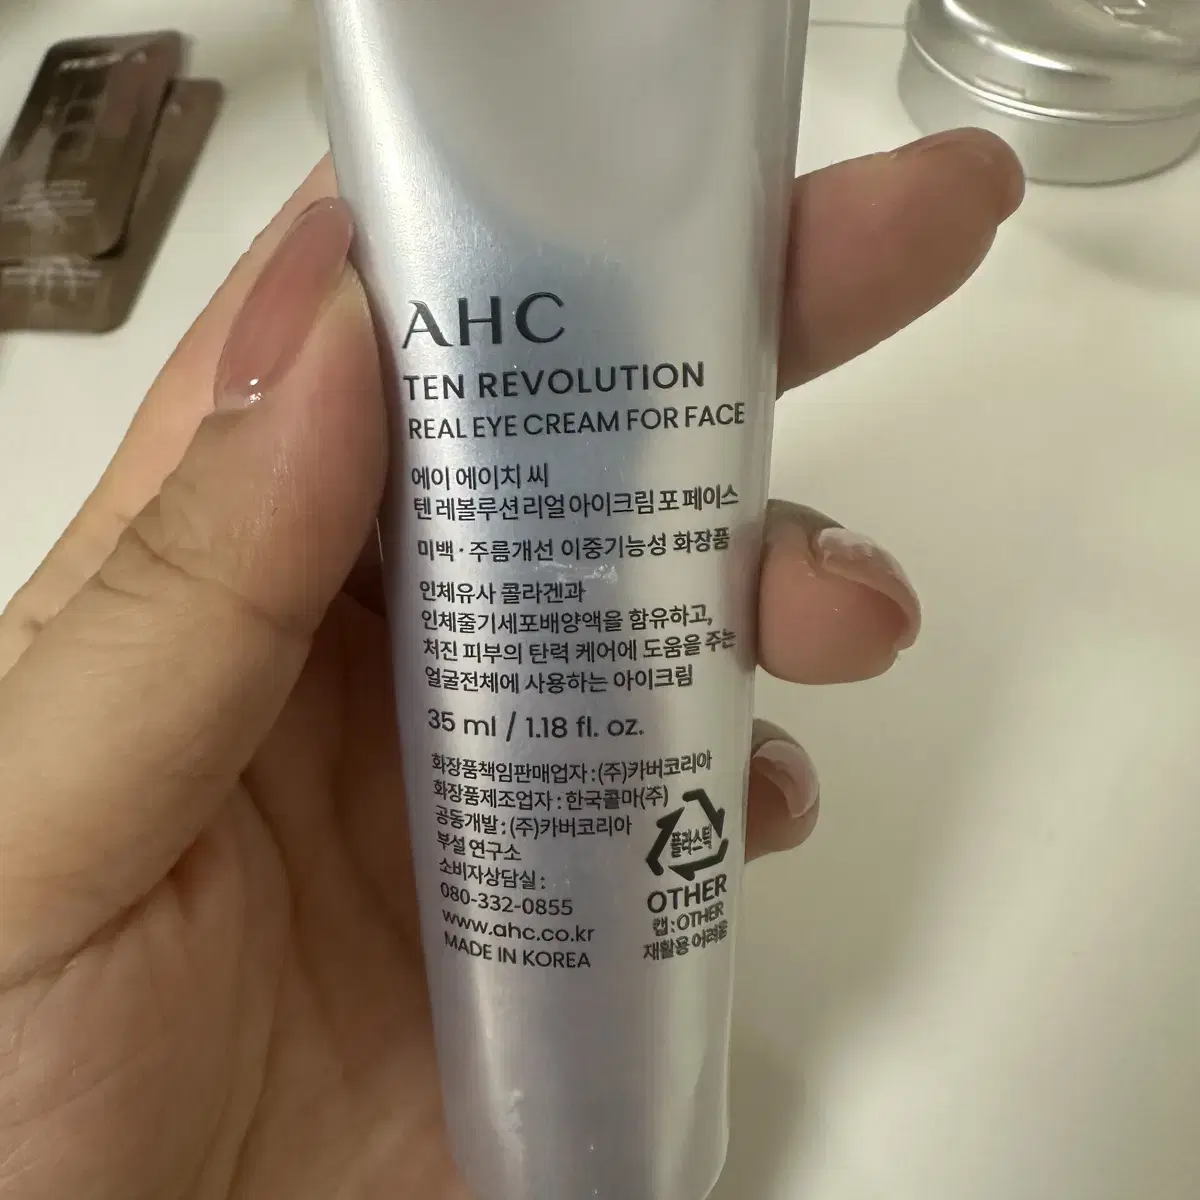 AHC
TEN REVOLUTION
REAL EYE CREAM FOR FACE
에이 에이치 씨
텐 레볼루션 리얼 아이크림 포 페이스
미백 · 주름개선 이중기능성 화장품
인체유사 콜라겐과
인체줄기세포배양액을 함유하고,
처진 피부의 탄력 케어에 도움을 주는
얼굴전체에 사용하는 아이크림
35 ml / 1.18 fl. oz.
화장품책임판매업자 : (주)카버코리아
화장품제조업자 : 한국콜마(주)
공동개발 : (주)카버코리아
부설 연구소
소비자상담실 :
080-332-0855
www.ahc.co.kr
MADE IN KOREA
플라스틱
OTHER
캡 : OTHER
재활용 어려움